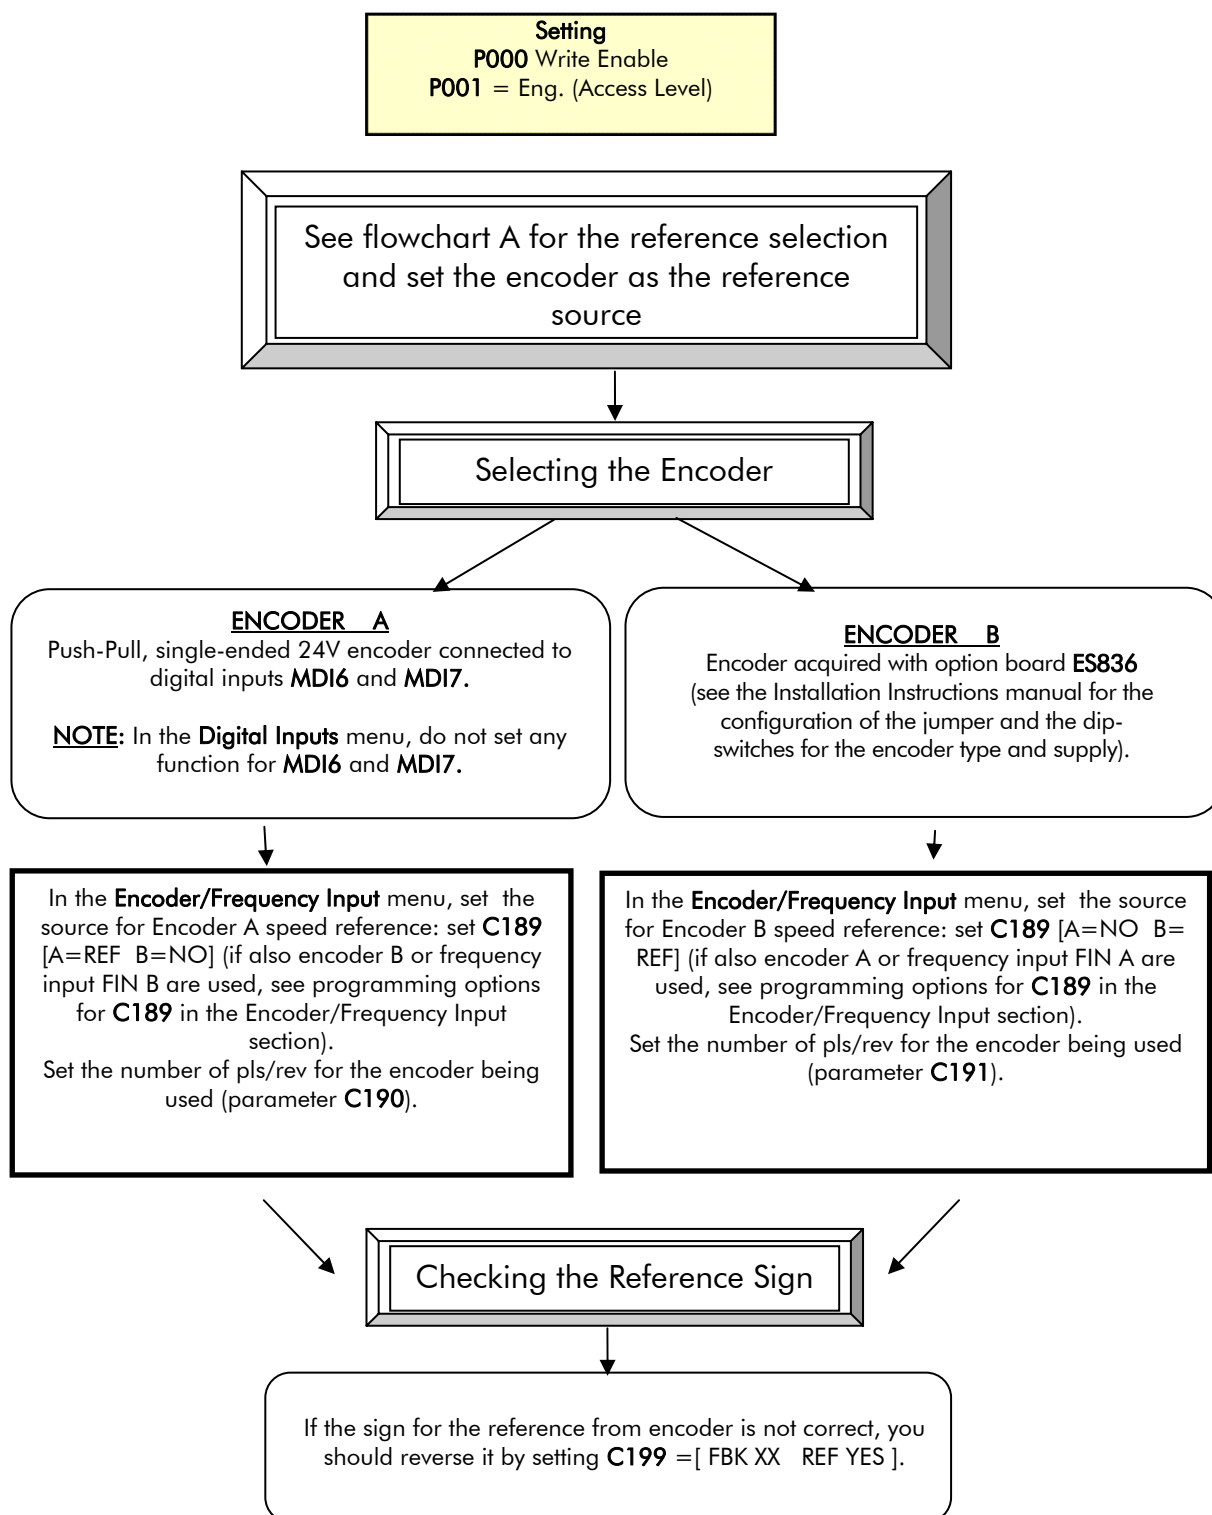 Setting
P000 Write Enable
P001 = Eng. (Access Level)
See flowchart A for the reference selection
and set the encoder as the reference
source
Selecting the Encoder
ENCODER A
Push-Pull, single-ended 24V encoder connected to
digital inputs MDI6 and MDI7.
NOTE: In the Digital Inputs menu, do not set any
function for MDI6 and MDI7.
ENCODER B
Encoder acquired with option board ES836
(see the Installation Instructions manual for the
configuration of the jumper and the dip-
switches for the encoder type and supply).
In the Encoder/Frequency Input menu, set the
source for Encoder A speed reference: set C189
[A=REF B=NO] (if also encoder B or frequency
input FIN B are used, see programming options
for C189 in the Encoder/Frequency Input
section).
Set the number of pls/rev for the encoder being
used (parameter C190).
In the Encoder/Frequency Input menu, set the source
for Encoder B speed reference: set C189 [A=NO B=
REF] (if also encoder A or frequency input FIN A are
used, see programming options for C189 in the
Encoder/Frequency Input section).
Set the number of pls/rev for the encoder being used
(parameter C191).
Checking the Reference Sign
If the sign for the reference from encoder is not correct, you
should reverse it by setting C199 =[ FBK XX REF YES ].